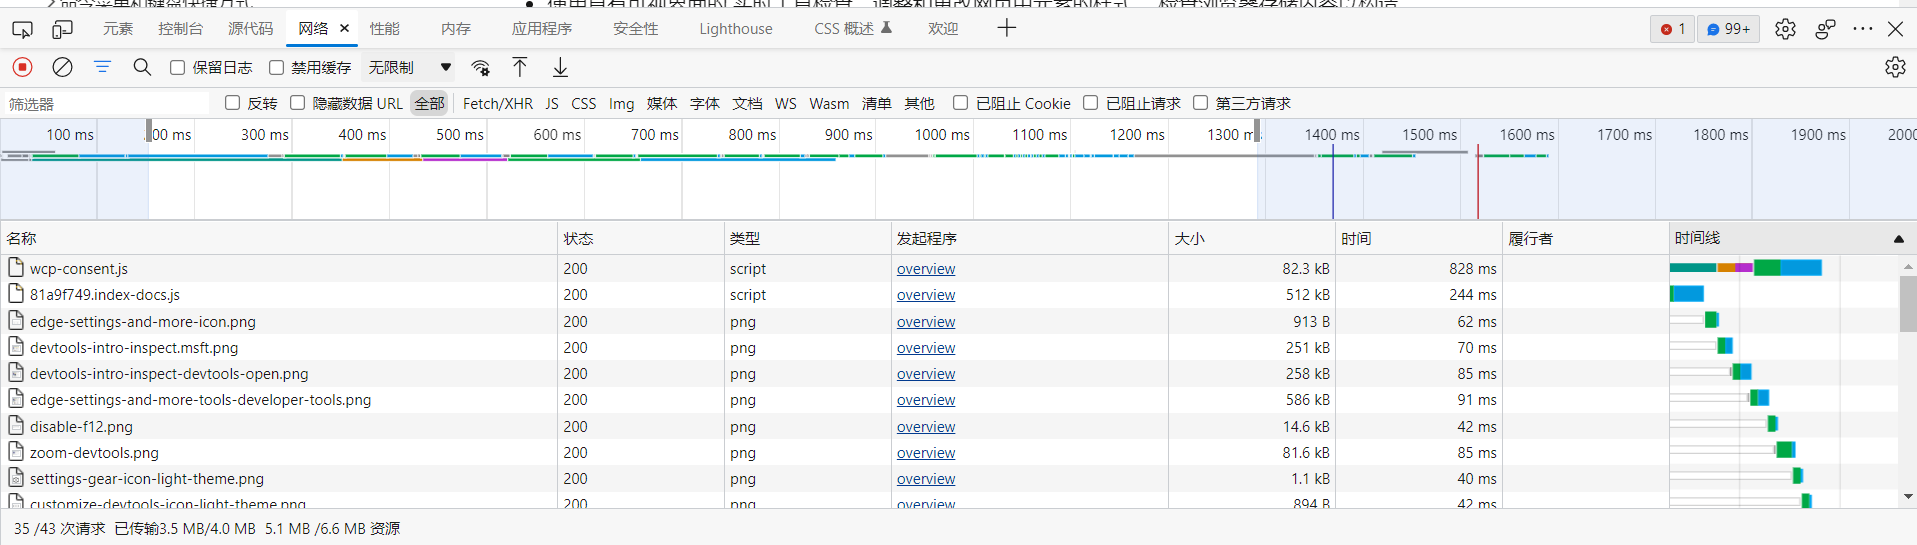 命令菜单和键盘快捷方式
元素 控制台 源代码 网络 性能 内存 应用程序 安全性 Lighthouse CSS 概述 欢迎 1 99+
保留日志 禁用缓存 无限制
筛选器 反转 隐藏数据 URL 全部 Fetch/XHR JS CSS Img 媒体 字体 文档 WS Wasm 清单 其他 已阻止 Cookie 已阻止请求 第三方请求
100 ms 00 ms 300 ms 400 ms 500 ms 600 ms 700 ms 800 ms 900 ms 1000 ms 1100 ms 1200 ms 1300 m 1400 ms 1500 ms 1600 ms 1700 ms 1800 ms 1900 ms 2000
名称 状态 类型 发起程序 大小 时间 履行者 时间线
wcp-consent.js 200 script overview 82.3 kB 828 ms
81a9f749.index-docs.js 200 script overview 512 kB 244 ms
edge-settings-and-more-icon.png 200 png overview 913 B 62 ms
devtools-intro-inspect.msft.png 200 png overview 251 kB 70 ms
devtools-intro-inspect-devtools-open.png 200 png overview 258 kB 85 ms
edge-settings-and-more-tools-developer-tools.png 200 png overview 586 kB 91 ms
disable-f12.png 200 png overview 14.6 kB 42 ms
zoom-devtools.png 200 png overview 81.6 kB 85 ms
settings-gear-icon-light-theme.png 200 png overview 1.1 kB 40 ms
customize-devtools-icon-light-theme.png 200 png overview 894 B 42 ms
35 /43 次请求 已传输3.5 MB/4.0 MB 5.1 MB /6.6 MB 资源